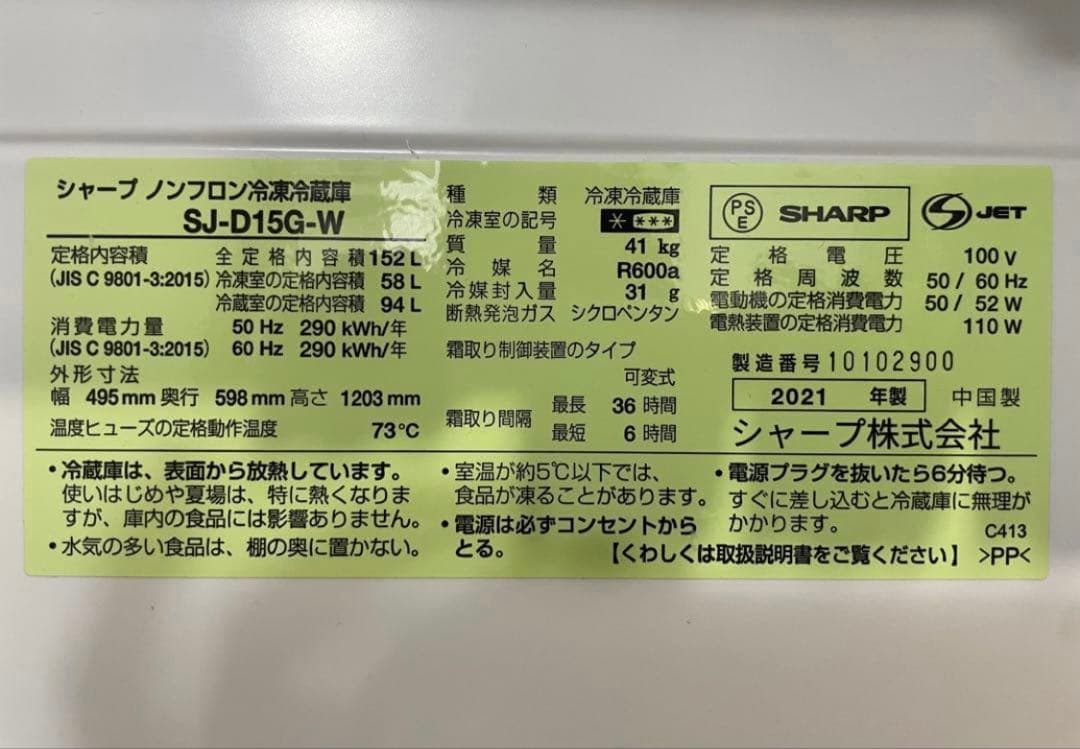 シャープ ノンフロン冷凍冷蔵庫
SJ-D15G-W
定格内容積 全定格内容積 152 L
(JIS C 9801-3:2015) 冷凍室の定格内容積 58 L
冷蔵室の定格内容積 94 L
消費電力量 50 Hz 290 kWh/年
(JIS C 9801-3:2015) 60 Hz 290 kWh/年
外形寸法
幅 495 mm 奥行 598 mm 高さ 1203 mm
温度ヒューズの定格動作温度 73℃
種類 冷凍冷蔵庫
冷凍室の記号 * ***
質量 41 kg
冷媒名 R600a
冷媒封入量 31 g
断熱発泡ガス シクロペンタン
霜取り制御装置のタイプ
可変式
霜取り間隔 最長 36 時間
最短 6 時間
PSE SHARP JET
定格電圧 100 V
定格周波数 50 / 60 Hz
電動機の定格消費電力 50 / 52 W
電熱装置の定格消費電力 110 W
製造番号 10102900
2021 年製 中国製
シャープ株式会社
・冷蔵庫は、表面から放熱しています。
使いはじめや夏場は、特に熱くなりま
すが、庫内の食品には影響ありません。
・水気の多い食品は、棚の奥に置かない。
・室温が約5℃以下では、
食品が凍ることがあります。
・電源は必ずコンセントから
とる。
・電源プラグを抜いたら6分待つ。
すぐに差し込むと冷蔵庫に無理が
かかります。
C413
【くわしくは取扱説明書をご覧ください】 >PP<